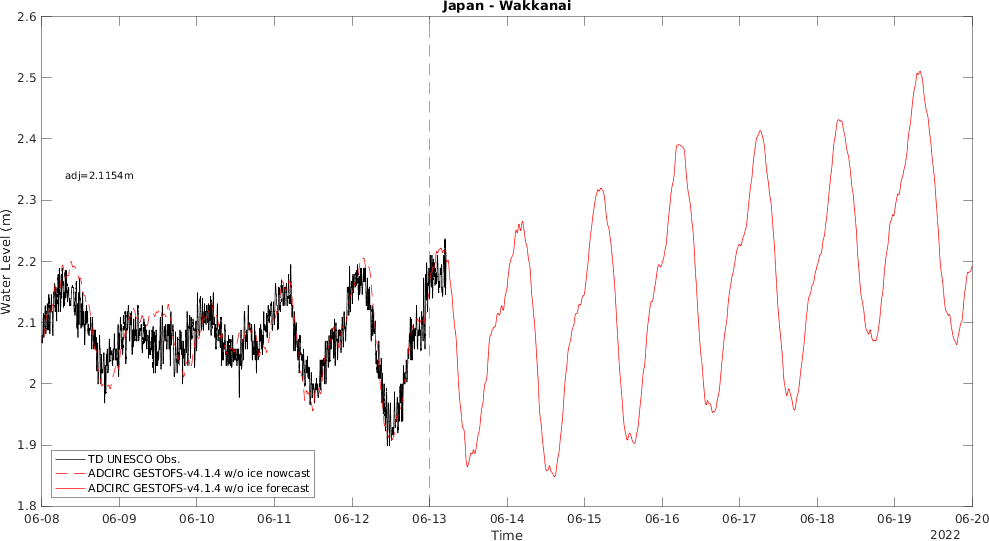 Japan - Wakkanai
2.6
2.5
2.4
2.3
2.2
2.1
2
1.9
1.8
Water Level (m)
adj=2.1154m
TD UNESCO Obs.
ADCIRC GESTOFS-v4.1.4 w/o ice nowcast
ADCIRC GESTOFS-v4.1.4 w/o ice forecast
06-08 06-09 06-10 06-11 06-12 06-13 06-14 06-15 06-16 06-17 06-18 06-19 06-20
Time
2022